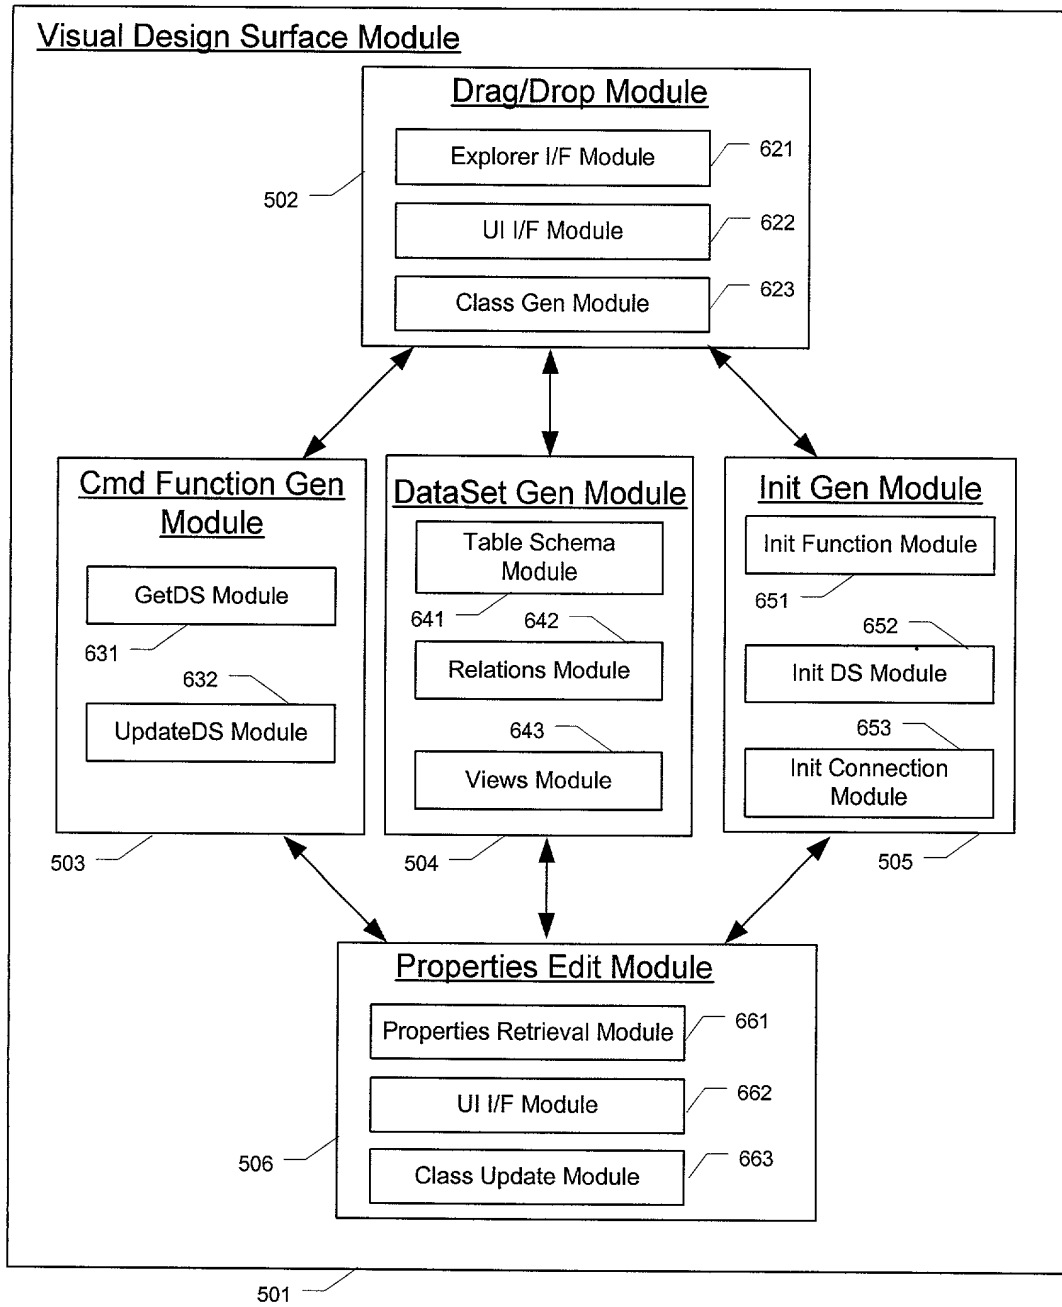 Visual Design Surface Module
Drag/Drop Module
Explorer I/F Module
621
502
UI I/F Module
622
Class Gen Module
623
Cmd Function Gen
Module
GetDS Module
631
632
UpdateDS Module
503
DataSet Gen Module
Table Schema
Module
641
642
Relations Module
643
Views Module
504
Init Gen Module
Init Function Module
651
652
Init DS Module
653
Init Connection
Module
505
Properties Edit Module
Properties Retrieval Module
661
UI I/F Module
662
506
Class Update Module
663
501